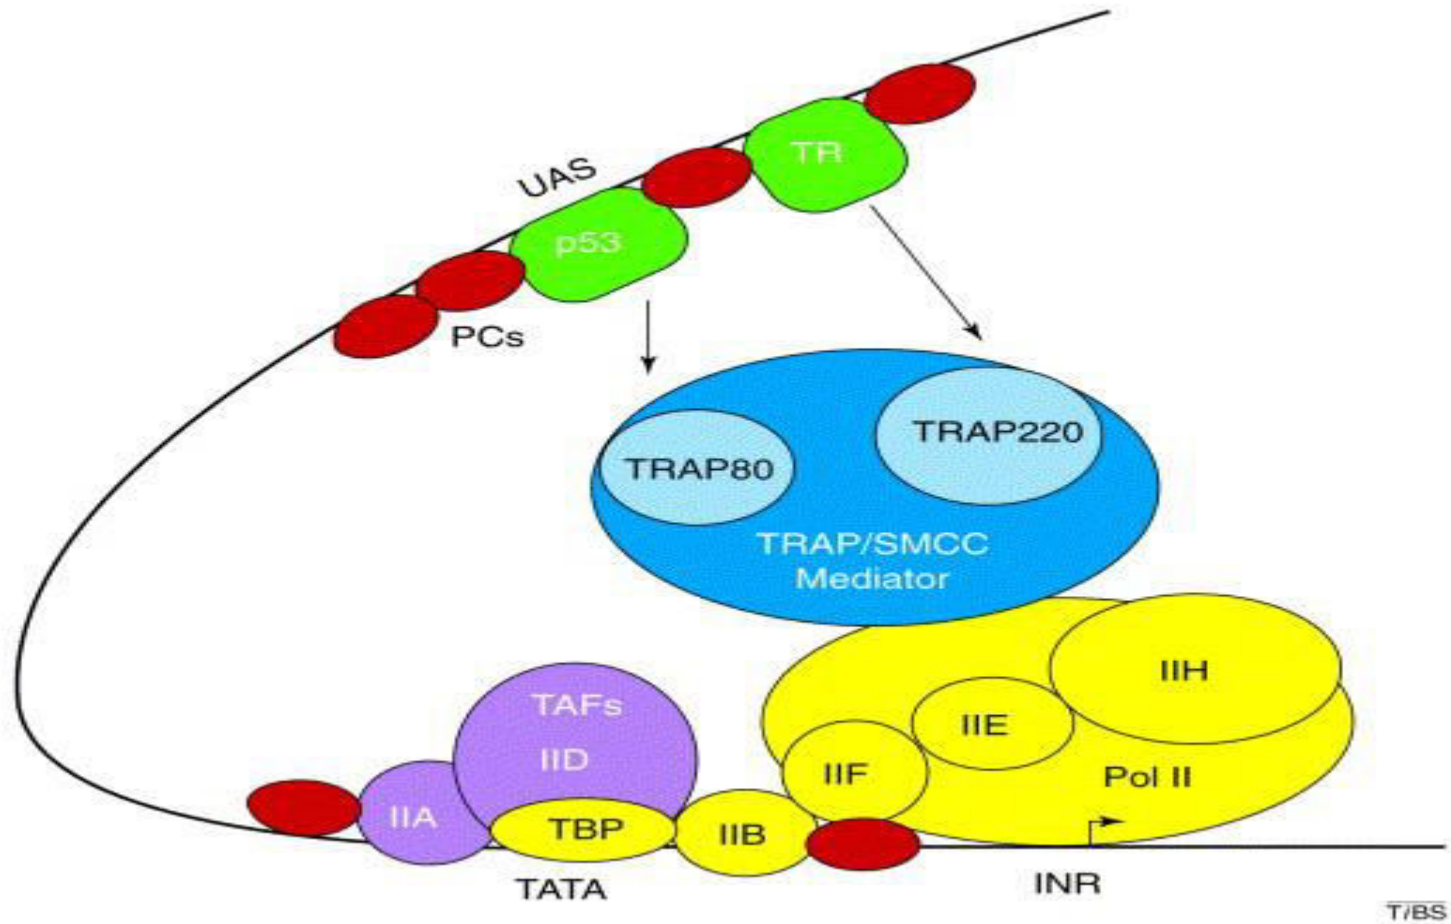 TR
UAS
p53
PCs
TRAP220
TRAP80
TRAP/SMCC
Mediator
IIH
TAFs
IIE
IID
IIF
Pol II
IIA
TBP
IIB
TATA
INR
TiBS